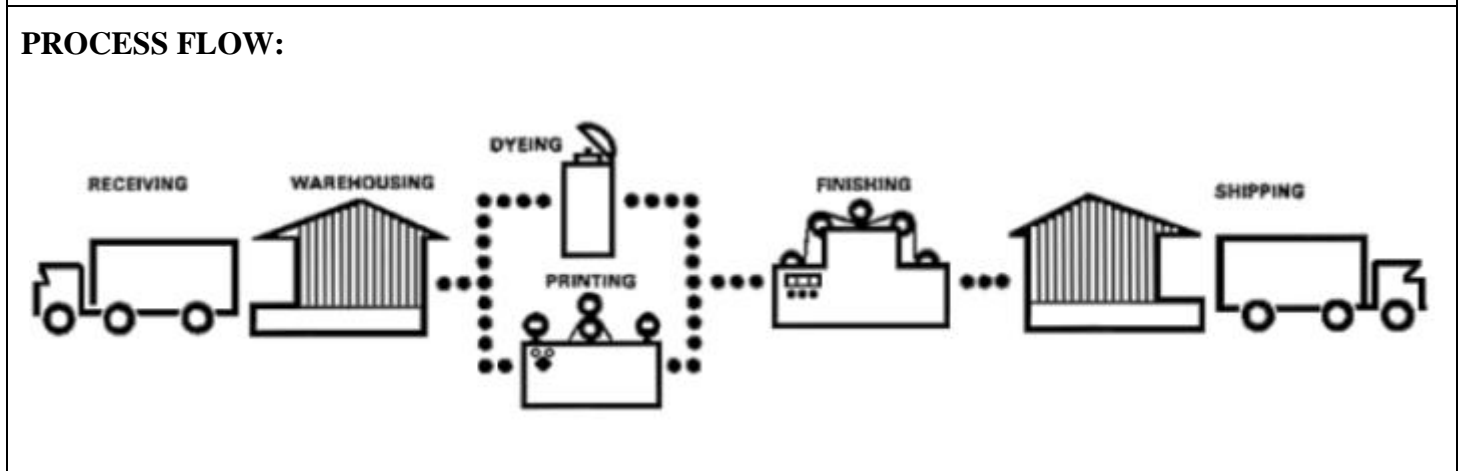 PROCESS FLOW:
RECEIVING
WAREHOUSING
DYEING
PRINTING
FINISHING
SHIPPING